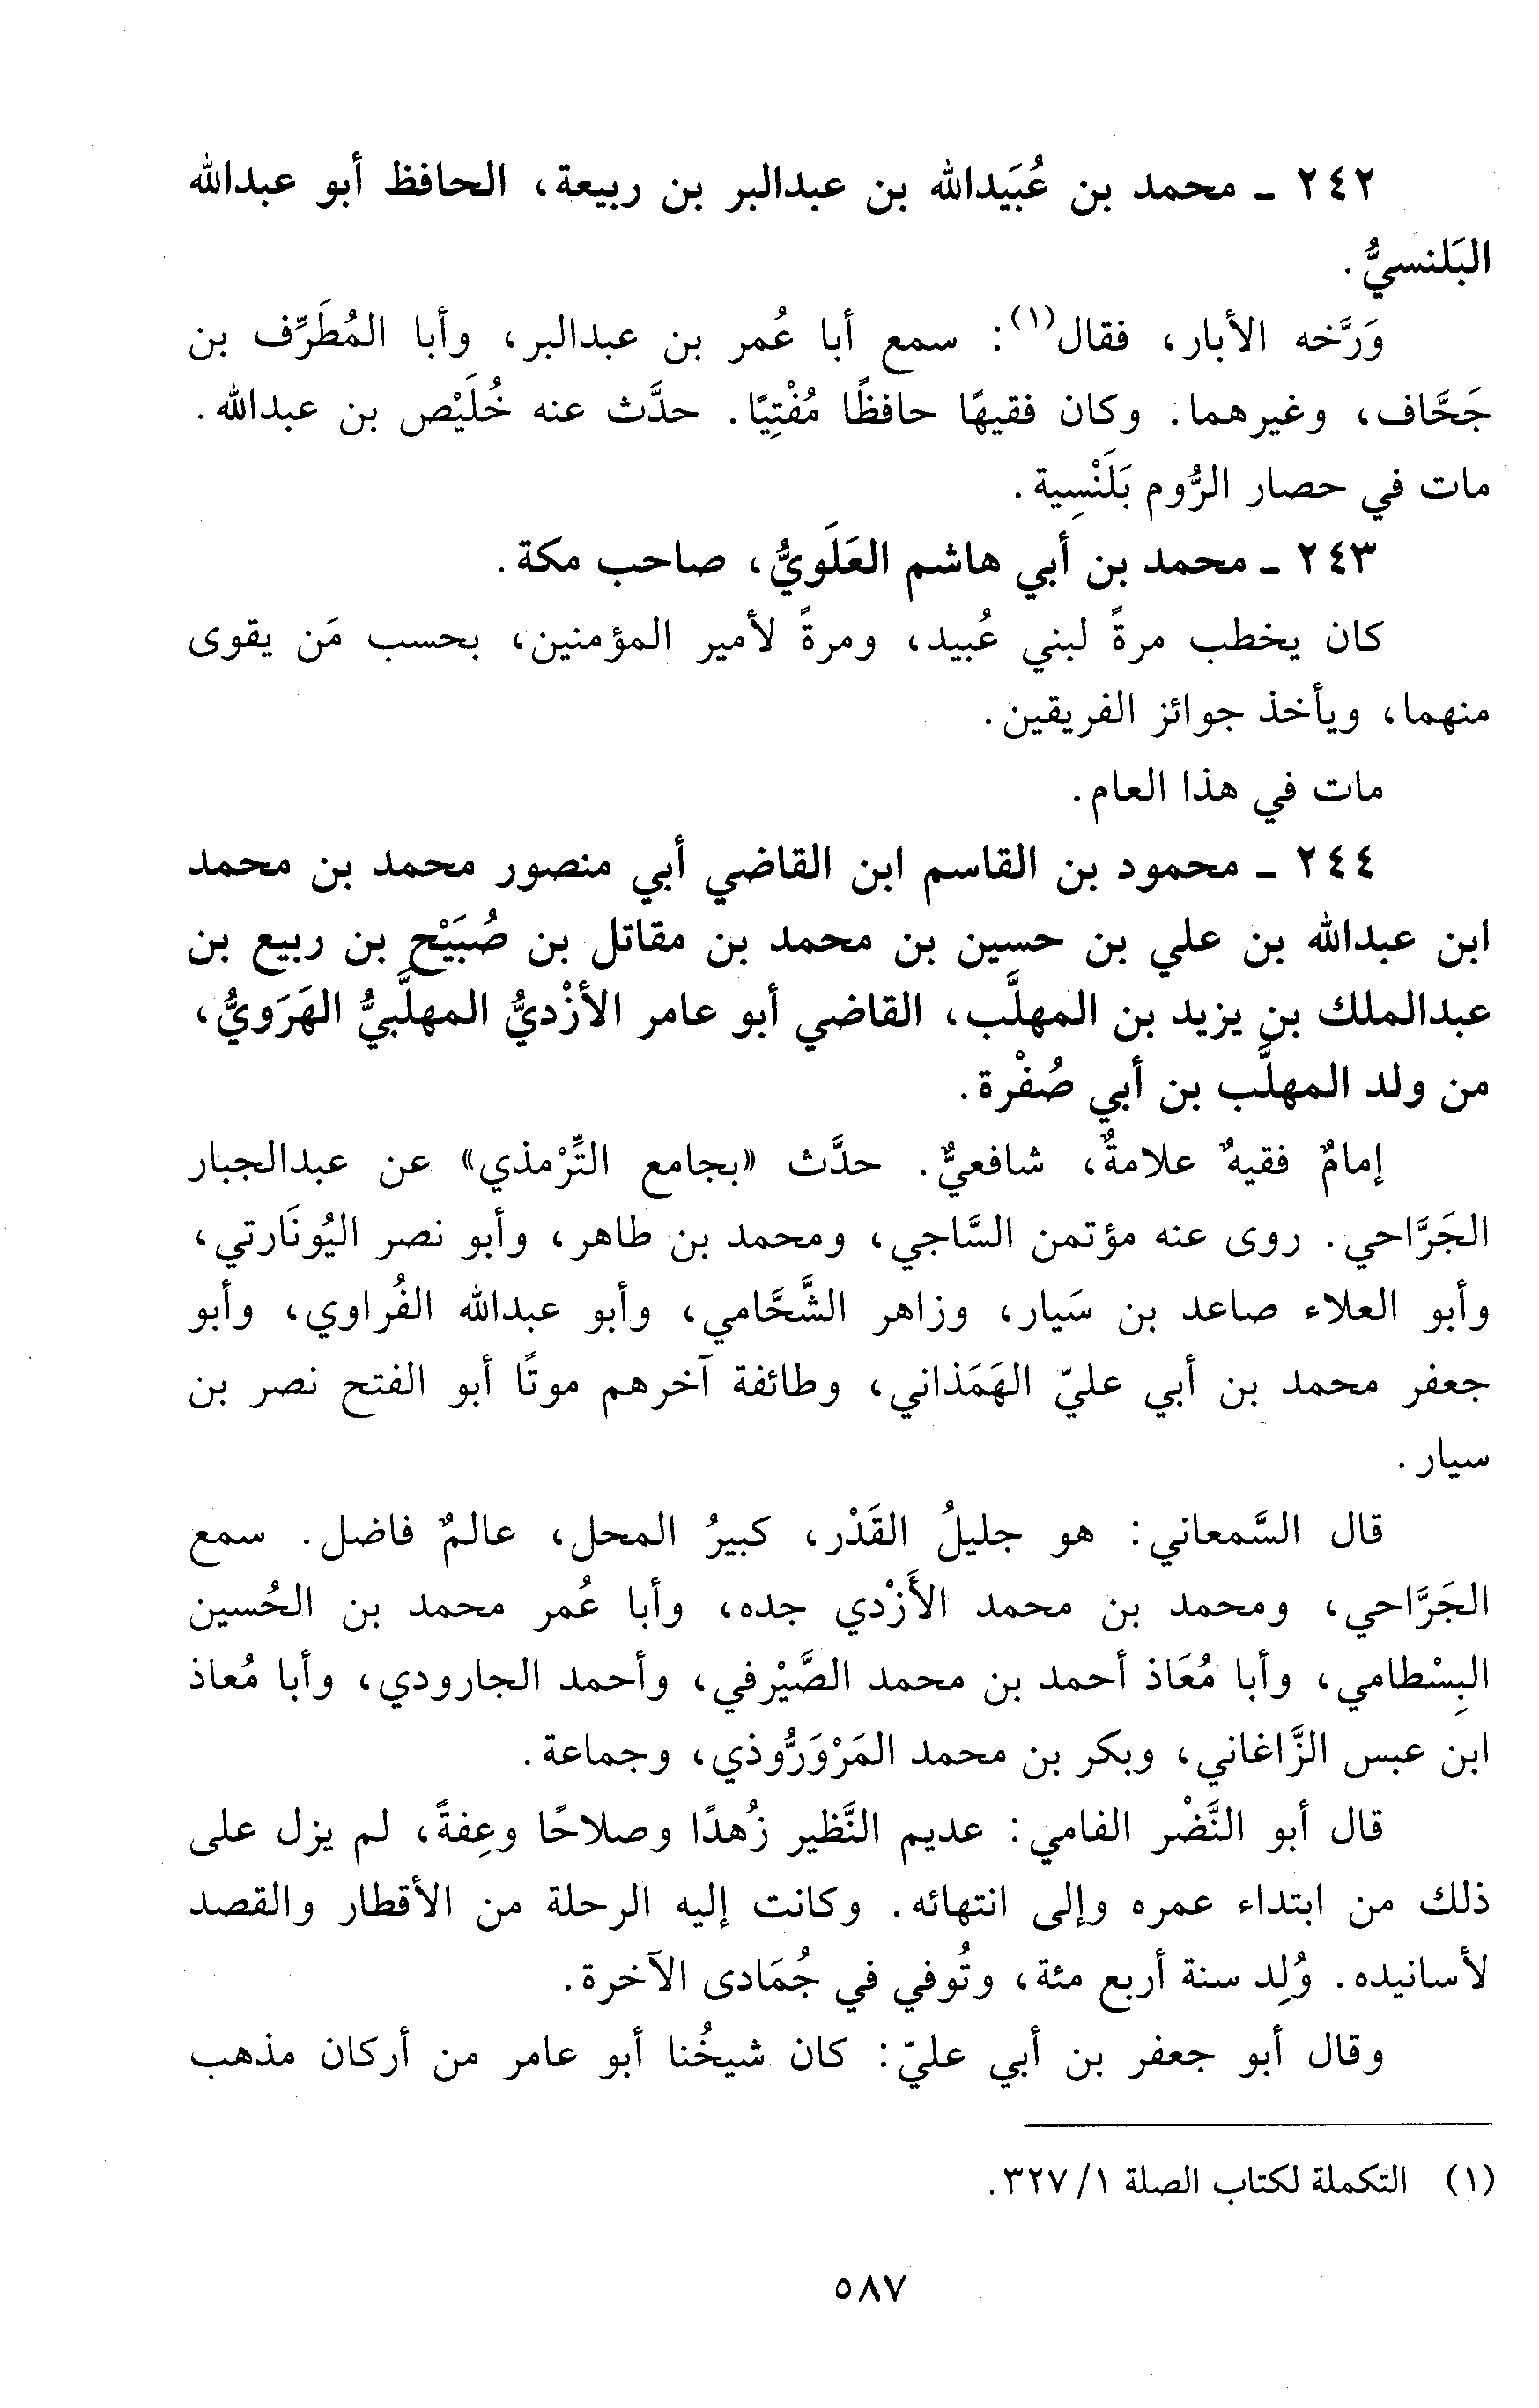 ٢٤٢ ـ محمد بن عُبَيدالله بن عبدالبر بن ربيعة، الحافظ أبو عبدالله
البَلنسيُّ.
وَرَّخه الأبار، فقال(١): سمع أبا عُمر بن عبدالبر، وأبا المُطَرِّف بن
جَحَّاف، وغيرهما. وكان فقيهًا حافظًا مُفْتِيًا. حدَّث عنه خُلَيْص بن عبدالله.
مات في حصار الرُّوم بَلَنْسِية.
٢٤٣ ـ محمد بن أبي هاشم العَلَويُّ، صاحب مكة.
كان يخطب مرةً لبني عُبيد، ومرةً لأمير المؤمنين، بحسب مَن يقوى
منهما، ويأخذ جوائز الفريقين.
مات في هذا العام.
٢٤٤ ـ محمود بن القاسم ابن القاضي أبي منصور محمد بن محمد
ابن عبدالله بن علي بن حسين بن محمد بن مقاتل بن صُبَيْح بن ربيع بن
عبدالملك بن يزيد بن المهلَّب، القاضي أبو عامر الأزْديُّ المهلَّبيُّ الهَرَويُّ،
من ولد المهلَّب بن أبي صُفْرة.
إمامٌ فقيهٌ علامةٌ، شافعيٌّ. حدَّث «بجامع التِّرْمذي» عن عبدالجبار
الجَرَّاحي. روى عنه مؤتمن السَّاجي، ومحمد بن طاهر، وأبو نصر اليُونَارتي،
وأبو العلاء صاعد بن سَيار، وزاهر الشَّحَّامي، وأبو عبدالله الفُراوي، وأبو
جعفر محمد بن أبي عليّ الهَمَذاني، وطائفة آخرهم موتًا أبو الفتح نصر بن
سيار.
قال السَّمعاني: هو جليلُ القَدْر، كبيرُ المحل، عالمٌ فاضل. سمع
الجَرَّاحي، ومحمد بن محمد الأَزْدي جده، وأبا عُمر محمد بن الحُسين
البِسْطامي، وأبا مُعَاذ أحمد بن محمد الصَّيْرفي، وأحمد الجارودي، وأبا مُعاذ
ابن عبس الزَّاغاني، وبكر بن محمد المَرْوَرُّوذي، وجماعة.
قال أبو النَّضْر الفامي: عديم النَّظير زُهدًا وصلاحًا وعِفةً، لم يزل على
ذلك من ابتداء عمره وإلى انتهائه. وكانت إليه الرحلة من الأقطار والقصد
لأسانيده. وُلِد سنة أربع مئة، وتُوفي في جُمَادى الآخرة.
وقال أبو جعفر بن أبي عليّ: كان شيخُنا أبو عامر من أركان مذهب
(١) التكملة لكتاب الصلة ١/ ٣٢٧.
٥٨٧